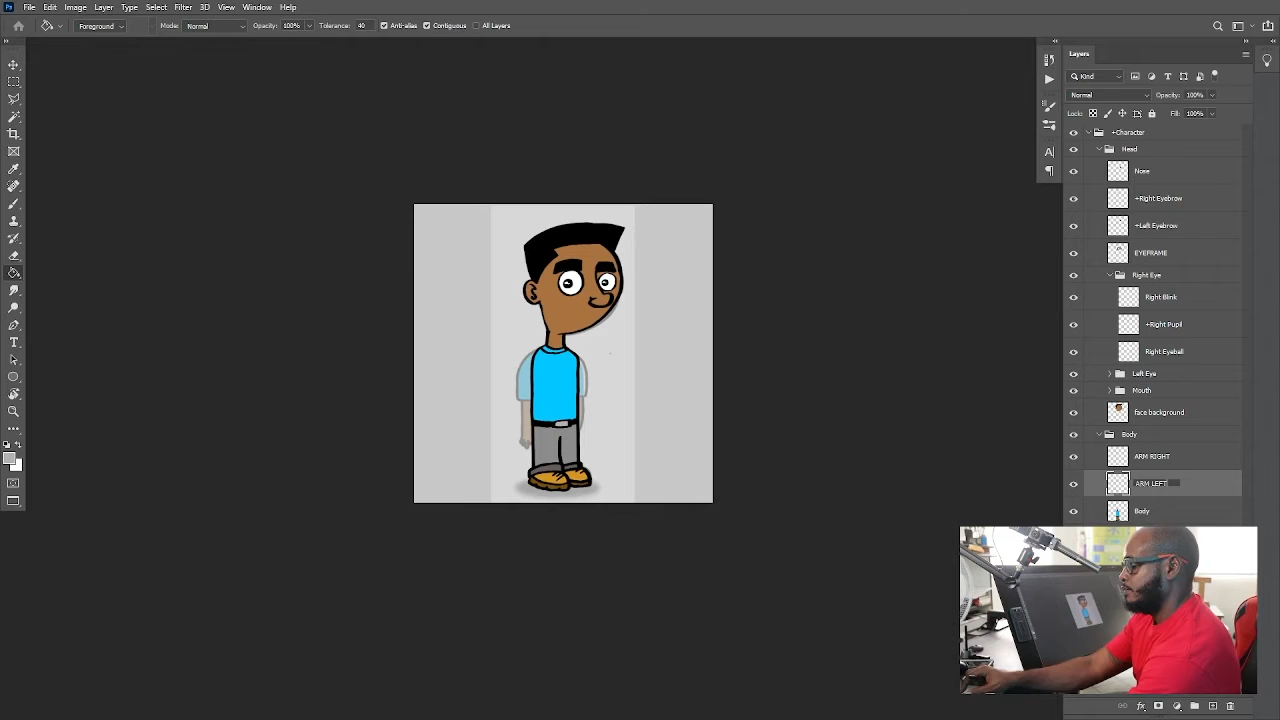 Ps File Edit Image Layer Type Select Filter 3D View Window Help
Foreground Mode: Normal Opacity: 100% Tolerance: 40 Anti-alias Contiguous All Layers
Layers
Kind
Normal Opacity: 100%
Lock: Fill: 100%
+Character
Head
Nose
+Right Eyebrow
+Left Eyebrow
EYEFRAME
Right Eye
Right Blink
+Right Pupil
Right Eyeball
Left Eye
Mouth
face background
Body
ARM RIGHT
ARM LEFT
Body